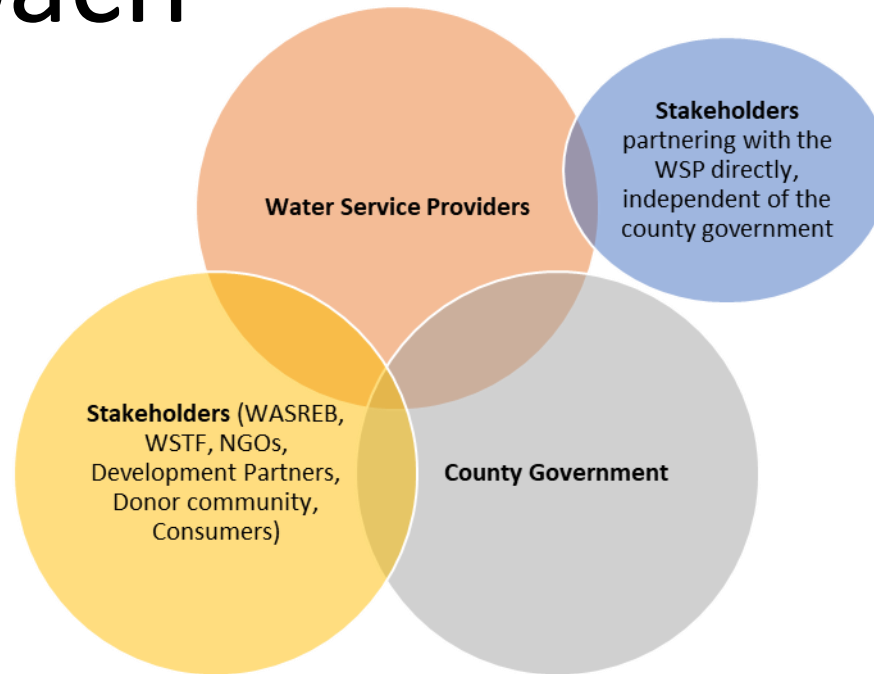 Stakeholders
partnering with the
WSP directly,
independent of the
county government
Water Service Providers
Stakeholders (WASREB,
WSTF, NGOs,
Development Partners,
Donor community,
Consumers)
County Government